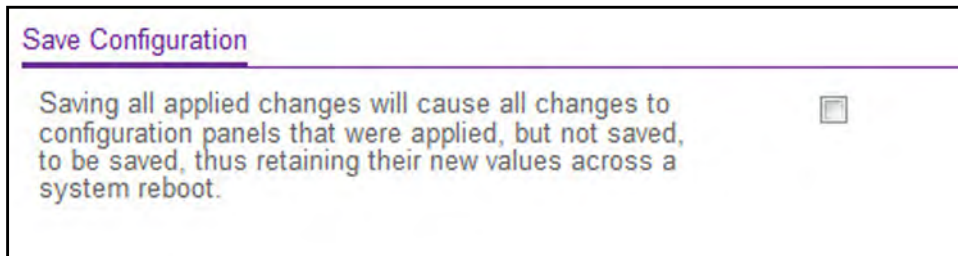 Save Configuration
Saving all applied changes will cause all changes to
configuration panels that were applied, but not saved,
to be saved, thus retaining their new values across a
system reboot.